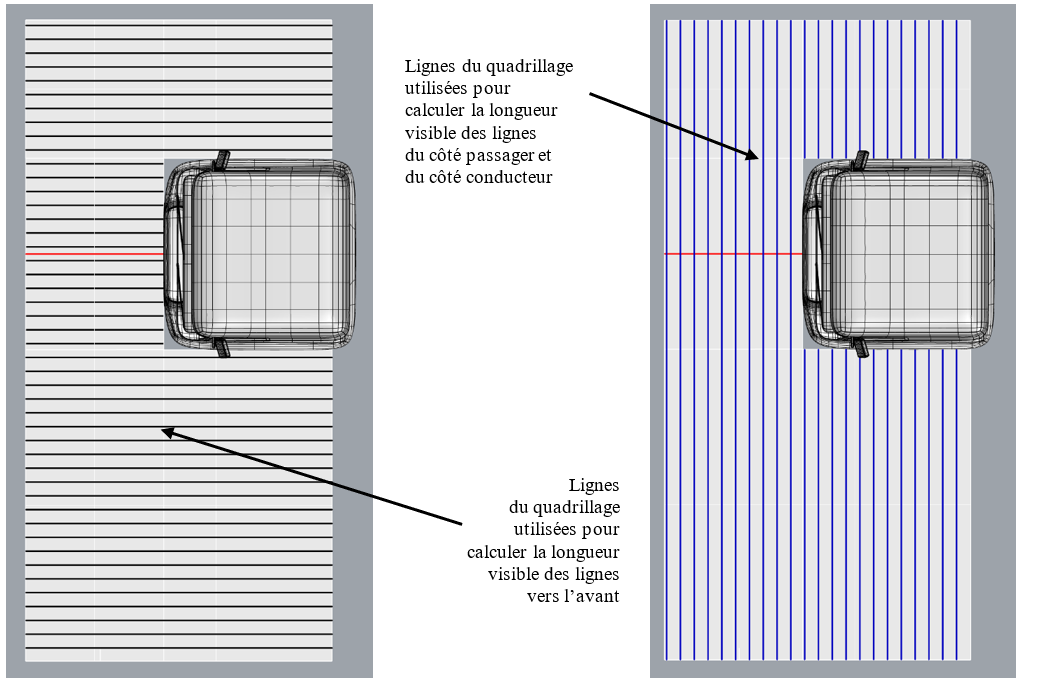 Lignes du quadrillage
utilisées pour
calculer la longueur
visible des lignes
du côté passager et
du côté conducteur
Lignes
du quadrillage
utilisées pour
calculer la longueur
visible des lignes
vers l’avant